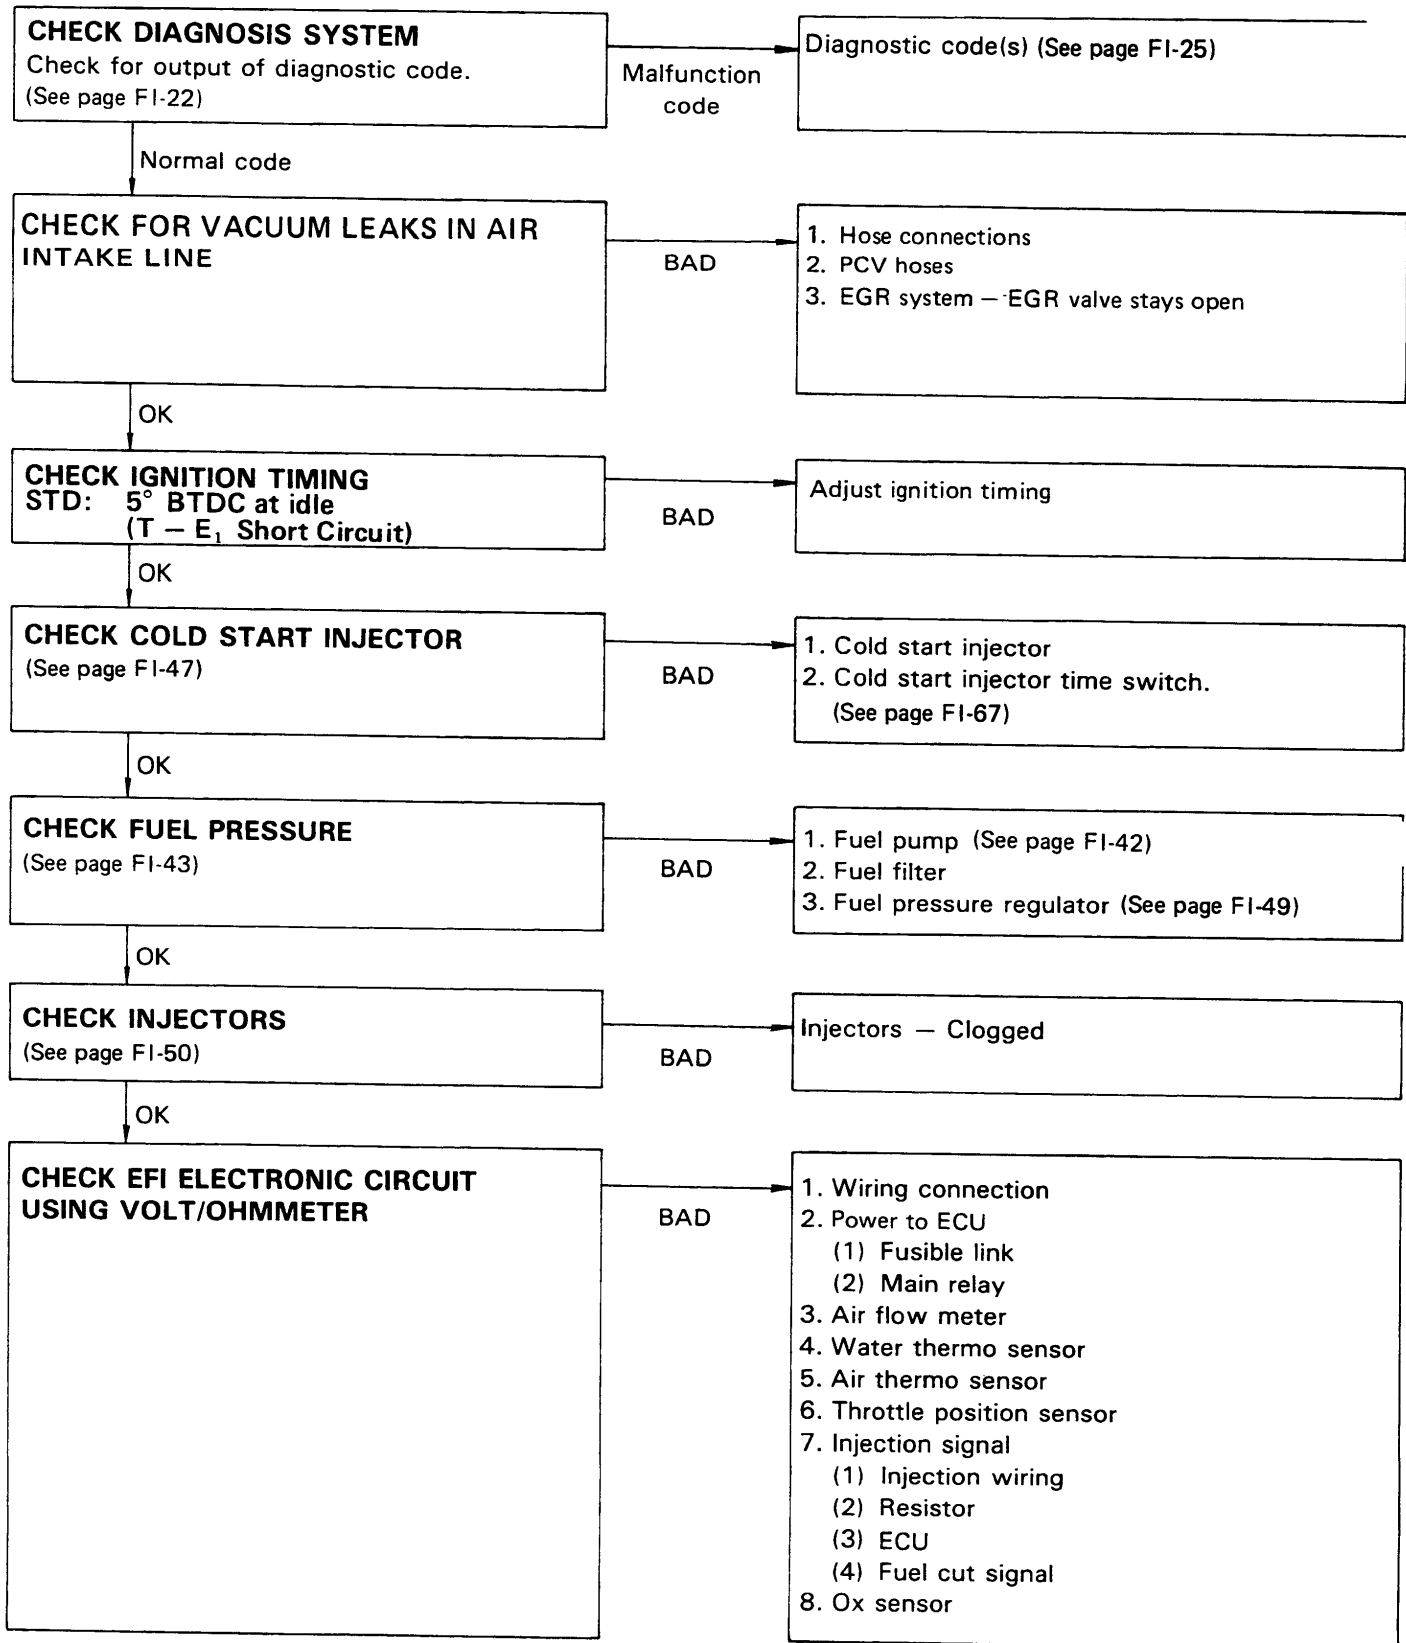 CHECK DIAGNOSIS SYSTEM
Check for output of diagnostic code.
(See page FI-22)
Malfunction
code
Diagnostic code(s) (See page FI-25)
Normal code
CHECK FOR VACUUM LEAKS IN AIR
INTAKE LINE
BAD
1. Hose connections
2. PCV hoses
3. EGR system — EGR valve stays open
OK
CHECK IGNITION TIMING
STD: 5° BTDC at idle
(T — E₁ Short Circuit)
BAD
Adjust ignition timing
OK
CHECK COLD START INJECTOR
(See page FI-47)
BAD
1. Cold start injector
2. Cold start injector time switch.
(See page FI-67)
OK
CHECK FUEL PRESSURE
(See page FI-43)
BAD
1. Fuel pump (See page FI-42)
2. Fuel filter
3. Fuel pressure regulator (See page FI-49)
OK
CHECK INJECTORS
(See page FI-50)
BAD
Injectors — Clogged
OK
CHECK EFI ELECTRONIC CIRCUIT
USING VOLT/OHMMETER
BAD
1. Wiring connection
2. Power to ECU
(1) Fusible link
(2) Main relay
3. Air flow meter
4. Water thermo sensor
5. Air thermo sensor
6. Throttle position sensor
7. Injection signal
(1) Injection wiring
(2) Resistor
(3) ECU
(4) Fuel cut signal
8. Ox sensor